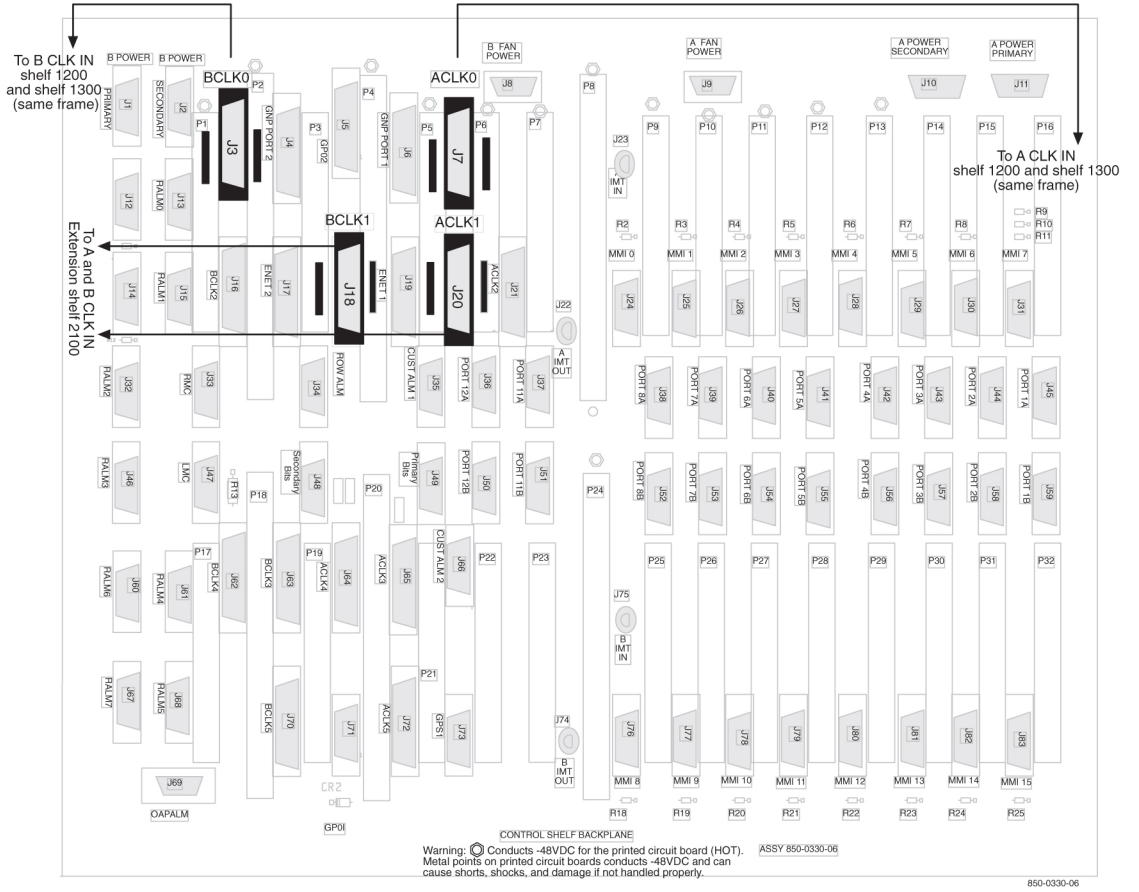 To B CLK IN
shelf 1200
and shelf 1300
(same frame)
B POWER
B POWER
BCLK0
ACLK0
B FAN
POWER
A FAN
POWER
A POWER
SECONDARY
A POWER
PRIMARY
PRIMARY
J1
SECONDARY
J2
P1
J3
P2
GNP PORT 2
J4
P3
GP02
J5
P4
GNP PORT 1
J6
P5
J7
P6
J8
P7
P8
J9
J10
J11
J23
A
IMT
IN
P9
P10
P11
P12
P13
P14
P15
P16
To A CLK IN
shelf 1200 and shelf 1300
(same frame)
J12
RALM0
J13
BCLK1
ACLK1
R2
R3
R4
R5
R6
R7
R8
R9
R10
R11
MMI 0
MMI 1
MMI 2
MMI 3
MMI 4
MMI 5
MMI 6
MMI 7
To A and B CLK IN
Extension shelf 2100
J14
RALM1
J15
BCLK2
J16
ENET 2
J17
J18
ENET 1
J19
J20
ACLK2
J21
J22
A
IMT
OUT
J24
J25
J26
J27
J28
J29
J30
J31
RALM2
J32
RMC
J33
J34
ROW ALM
CUST ALM 1
J35
PORT 12A
J36
PORT 11A
J37
PORT 8A
J38
PORT 7A
J39
PORT 6A
J40
PORT 5A
J41
PORT 4A
J42
PORT 3A
J43
PORT 2A
J44
PORT 1A
J45
RALM3
J46
LMC
J47
R13
P18
Secondary
Bits
J48
P20
Primary
Bits
J49
PORT 12B
J50
PORT 11B
J51
P24
PORT 8B
J52
PORT 7B
J53
PORT 6B
J54
PORT 5B
J55
PORT 4B
J56
PORT 3B
J57
PORT 2B
J58
PORT 1B
J59
RALM6
J60
RALM4
J61
P17
BCLK4
J62
BCLK3
J63
P19
ACLK4
J64
ACLK3
J65
CUST ALM 2
J66
P22
P23
P25
P26
P27
P28
P29
P30
P31
P32
J75
B
IMT
IN
RALM7
J67
RALM5
J68
BCLK5
J70
J71
ACLK5
J72
P21
GPS1
J73
J74
B
IMT
OUT
J76
J77
J78
J79
J80
J81
J82
J83
J69
OAPALM
CR2
GP0I
MMI 8
MMI 9
MMI 10
MMI 11
MMI 12
MMI 13
MMI 14
MMI 15
R18
R19
R20
R21
R22
R23
R24
R25
CONTROL SHELF BACKPLANE
Warning: Conducts -48VDC for the printed circuit board (HOT).
Metal points on printed circuit boards conducts -48VDC and can
cause shorts, shocks, and damage if not handled properly.
ASSY 850-0330-06
850-0330-06